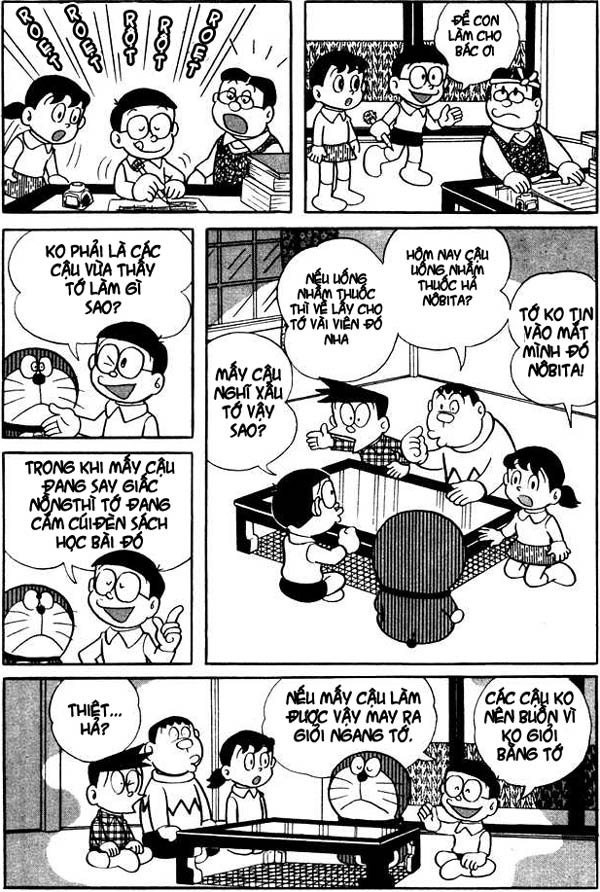 ĐỂ CON
LÀM CHO
BÁC ƠI
ROẸT
RỘT
RỘT
ROẸT
ROẸT
TỚ KO TIN
VÀO MẮT
MÌNH ĐÓ
NÔBITA!
HÔM NAY CẬU
UỐNG NHẦM
THUỐC HẢ
NÔBITA?
NẾU UỐNG
NHẦM THUỐC
THÌ VỀ LẤY CHO
TỚ VÀI VIÊN ĐÓ
NHA
MẤY CẬU
NGHĨ XẤU
TỚ VẬY
SAO?
KO PHẢI LÀ CÁC
CẬU VỪA THẤY
TỚ LÀM GÌ
SAO?
TRONG KHI MẤY CẬU
ĐANG SAY GIẤC
NỒNGTHÌ TỚ ĐANG
CẮM CÚIĐÈN SÁCH
HỌC BÀI ĐÓ
CÁC CẬU KO
NÊN BUỒN VÌ
KO GIỎI
BẰNG TỚ
NẾU MẤY CẬU LÀM
ĐƯỢC VẬY MAY RA
GIỎI NGANG TỚ.
THIỆT...
HẢ?